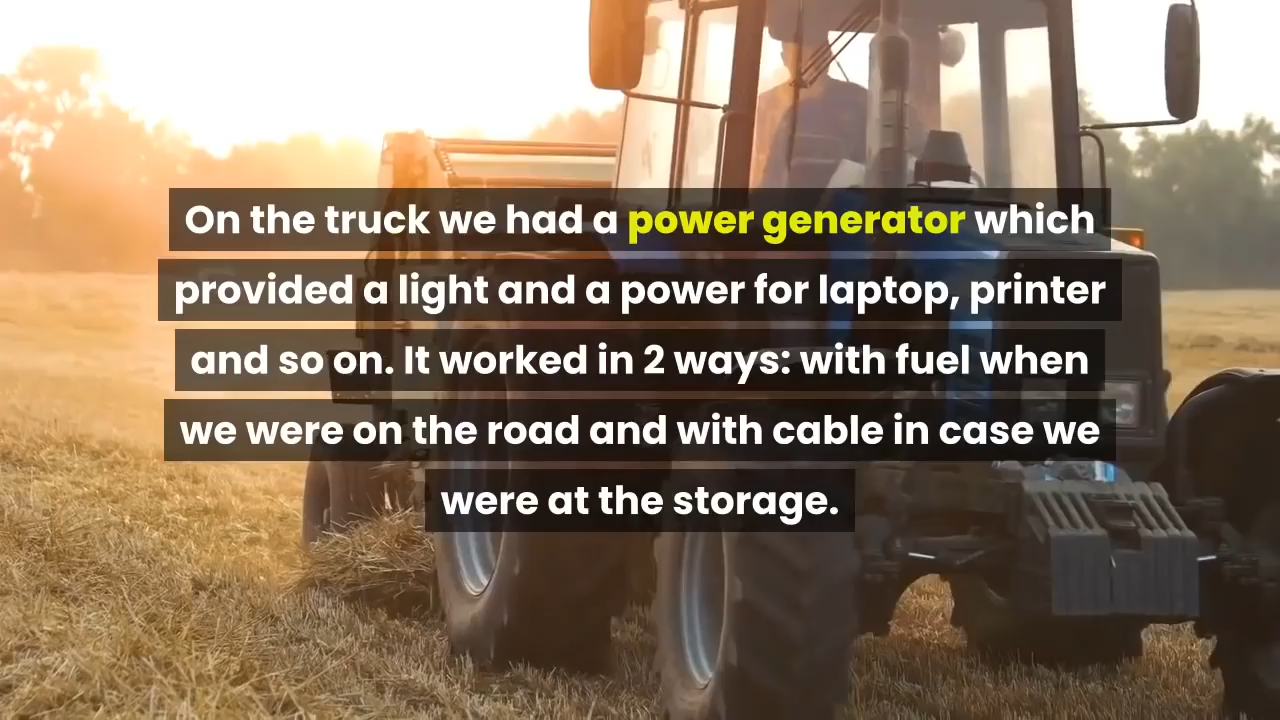 On the truck we had a power generator which
provided a light and a power for laptop, printer
and so on. It worked in 2 ways: with fuel when
we were on the road and with cable in case we
were at the storage.